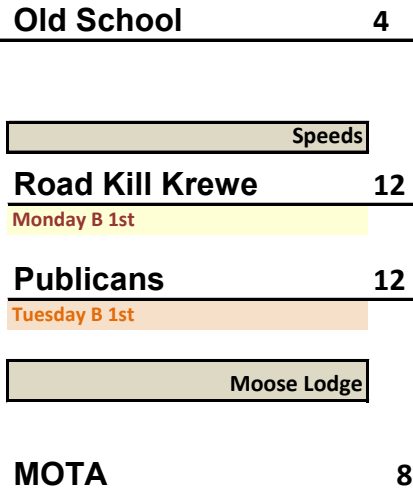 Old School 4
Speeds
Road Kill Krewe 12
Monday B 1st
Publicans 12
Tuesday B 1st
Moose Lodge
MOTA 8